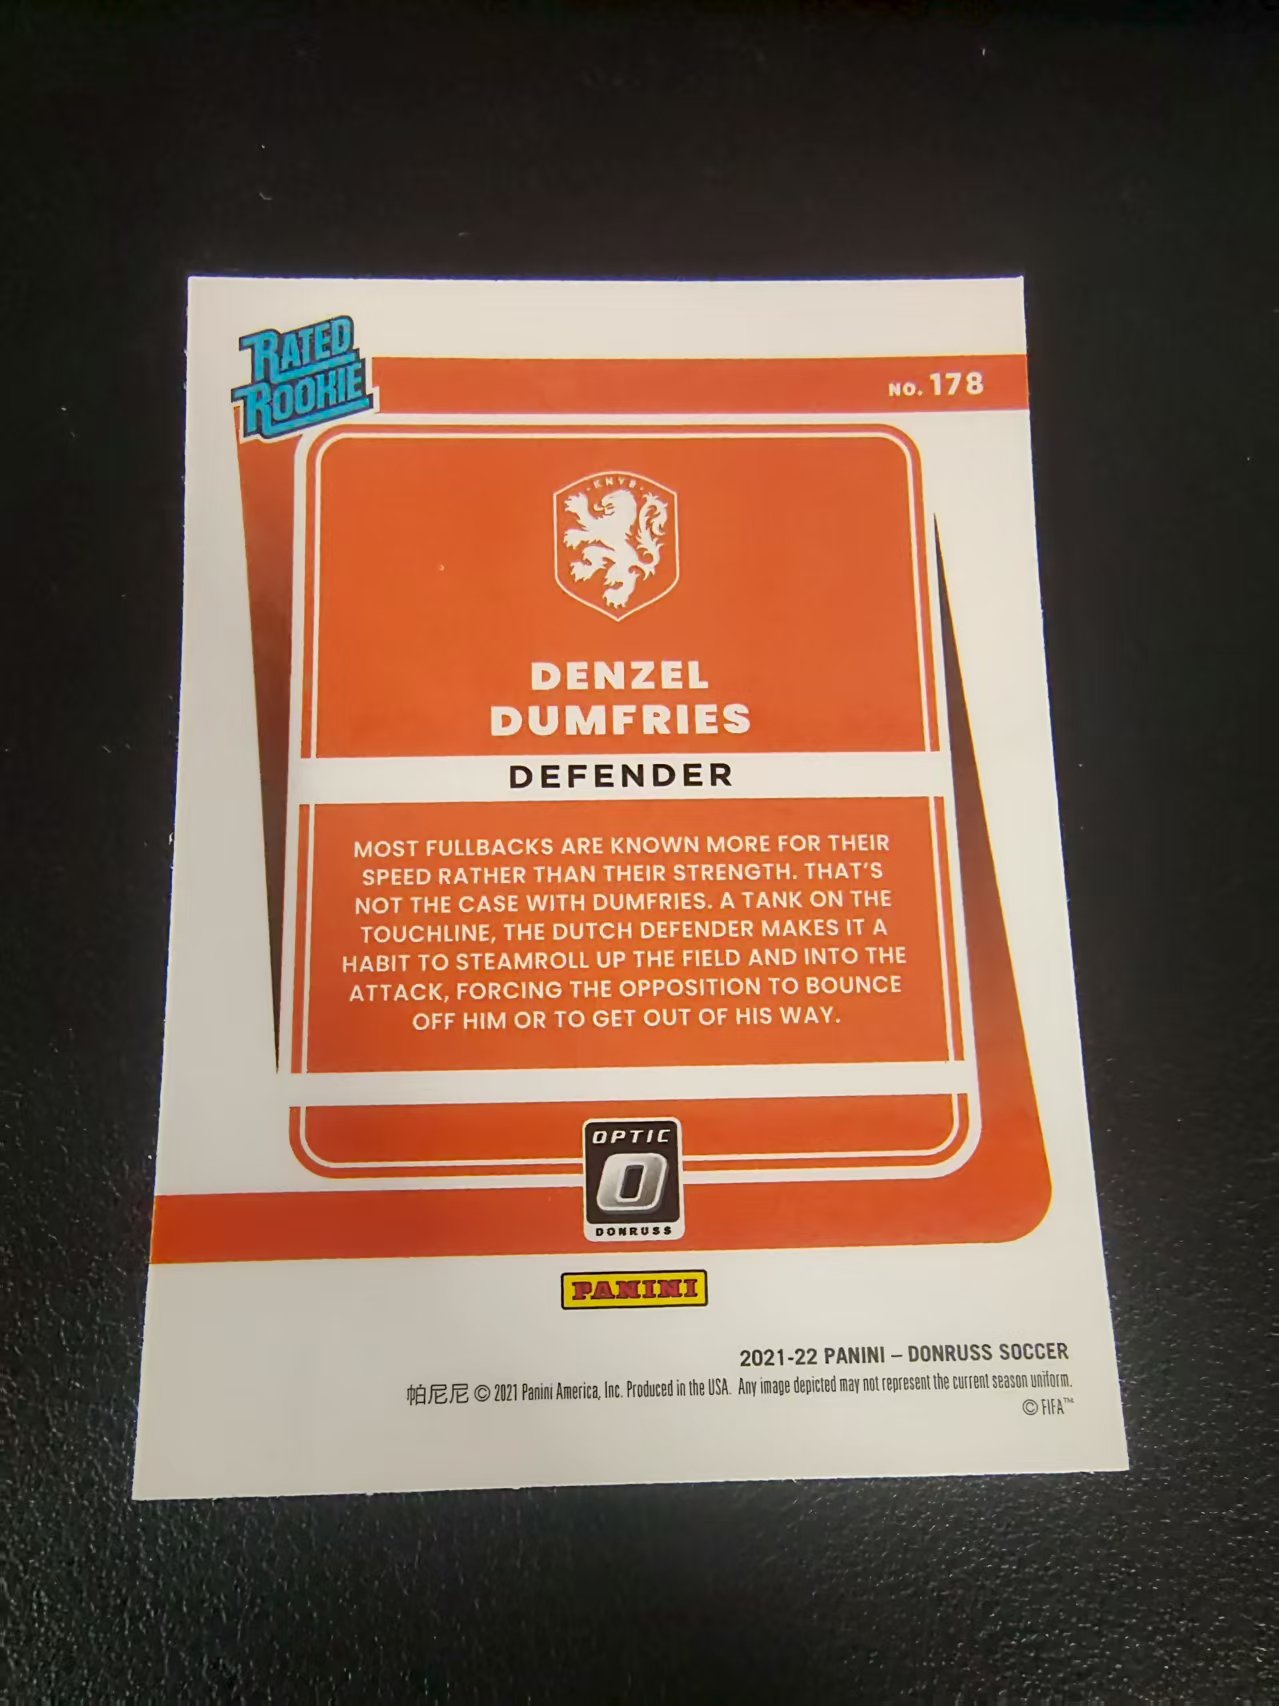 RATED
ROOKIE
NO. 178
KNVB
DENZEL
DUMFRIES
DEFENDER
MOST FULLBACKS ARE KNOWN MORE FOR THEIR
SPEED RATHER THAN THEIR STRENGTH. THAT'S
NOT THE CASE WITH DUMFRIES. A TANK ON THE
TOUCHLINE, THE DUTCH DEFENDER MAKES IT A
HABIT TO STEAMROLL UP THE FIELD AND INTO THE
ATTACK, FORCING THE OPPOSITION TO BOUNCE
OFF HIM OR TO GET OUT OF HIS WAY.
OPTIC
O
DONRUSS
PANINI
2021-22 PANINI – DONRUSS SOCCER
帕尼尼 © 2021 Panini America, Inc. Produced in the USA. Any image depicted may not represent the current season uniform.
© FIFA™